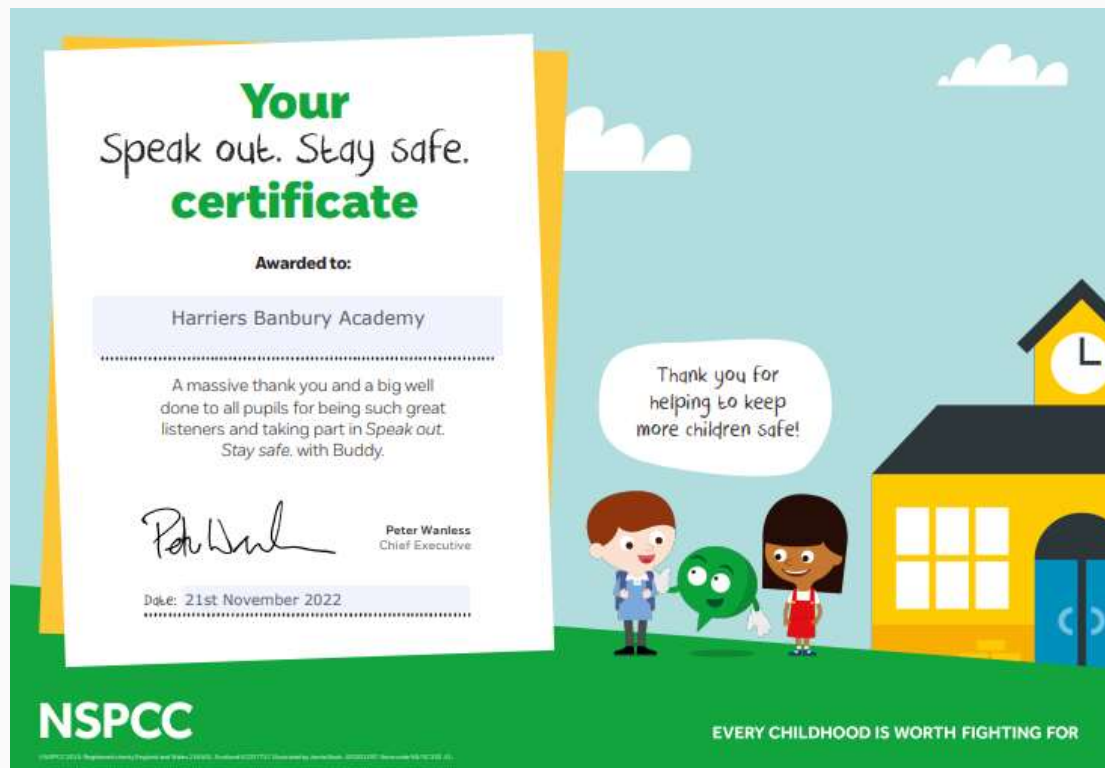 Your
Speak out. Stay safe.
certificate
Awarded to:
Harriers Banbury Academy
A massive thank you and a big well
done to all pupils for being such great
listeners and taking part in Speak out.
Stay safe. with Buddy.
Peter Wanless
Chief Executive
Date: 21st November 2022
Thank you for
helping to keep
more children safe!
NSPCC
EVERY CHILDHOOD IS WORTH FIGHTING FOR